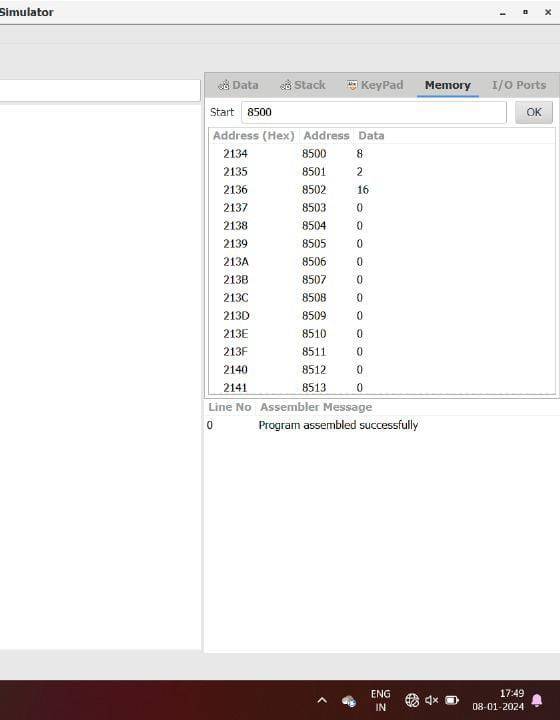 Simulator
Data Stack KeyPad Memory I/O Ports
Start 8500 OK
Address (Hex) Address Data
2134 8500 8
2135 8501 2
2136 8502 16
2137 8503 0
2138 8504 0
2139 8505 0
213A 8506 0
213B 8507 0
213C 8508 0
213D 8509 0
213E 8510 0
213F 8511 0
2140 8512 0
2141 8513 0
Line No Assembler Message
0 Program assembled successfully
ENG 17:49
IN 08-01-2024